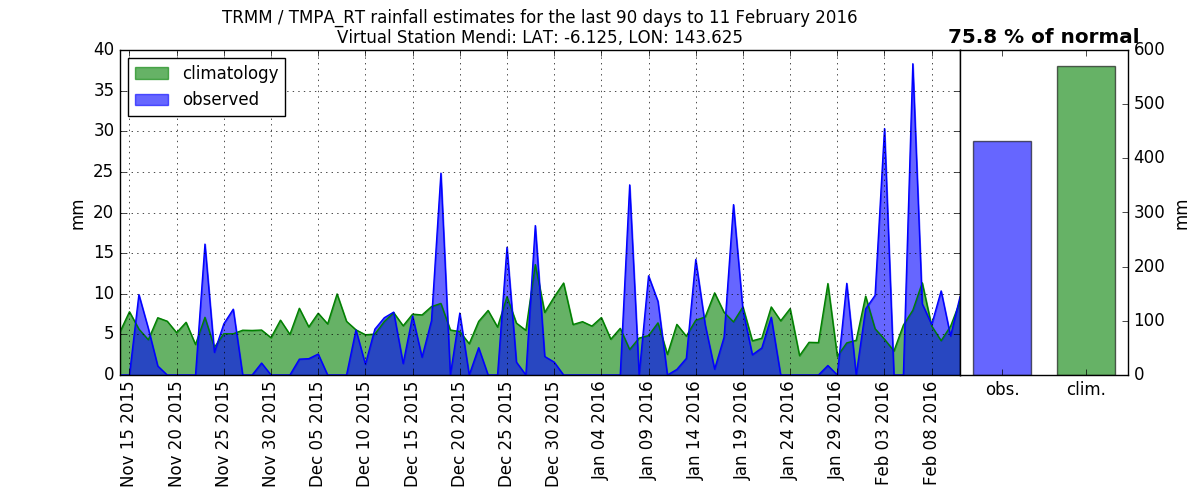 TRMM / TMPA_RT rainfall estimates for the last 90 days to 11 February 2016
Virtual Station Mendi: LAT: -6.125, LON: 143.625
75.8 % of normal
climatology
observed
mm
40
35
30
25
20
15
10
5
0
Nov 15 2015
Nov 20 2015
Nov 25 2015
Nov 30 2015
Dec 05 2015
Dec 10 2015
Dec 15 2015
Dec 20 2015
Dec 25 2015
Dec 30 2015
Jan 04 2016
Jan 09 2016
Jan 14 2016
Jan 19 2016
Jan 24 2016
Jan 29 2016
Feb 03 2016
Feb 08 2016
obs.
clim.
600
500
400
300
200
100
0
mm